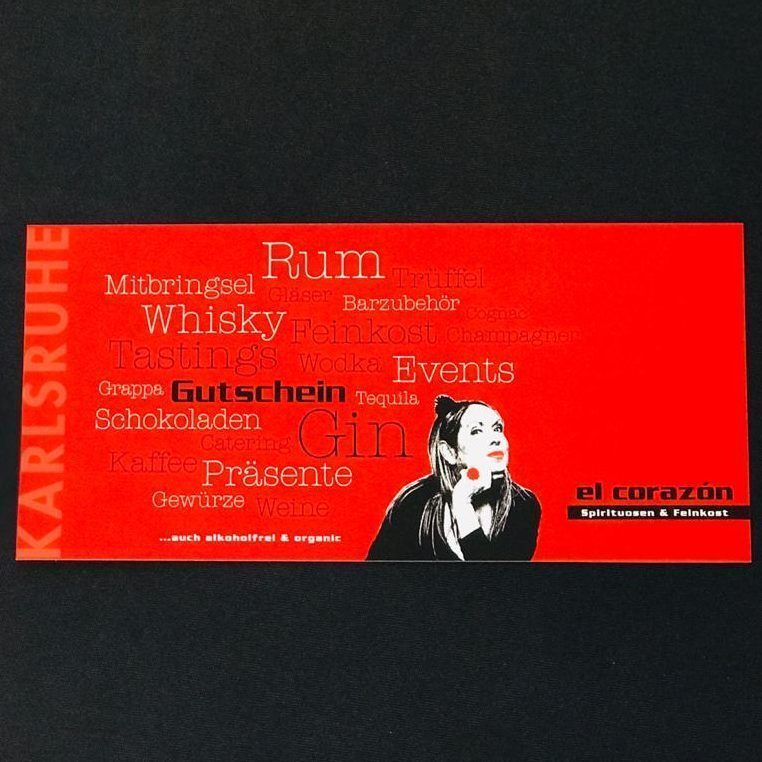 KARLSRUHE
Rum
Mitbringsel Gläser Trüffel
Barzubehör
Whisky Feinkost Cognac
Champagner
Tastings Wodka Events
Grappa Gutschein Tequila
Schokoladen Gin
Catering
Kaffee Präsente
Gewürze Weine
...auch alkoholfrei & organic
el corazón
Spirituosen & Feinkost